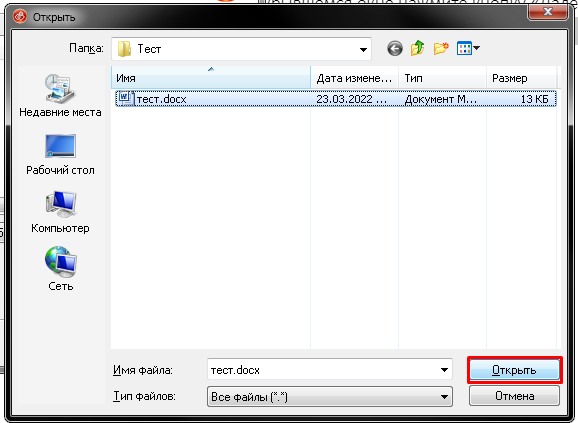 Открыть
Папка: Тест
Имя Дата измене... Тип Размер
тест.docx 23.03.2022 ... Документ M... 13 КБ
Недавние места
Рабочий стол
Компьютер
Сеть
Имя файла: тест.docx Открыть
Тип файлов: Все файлы (*.*) Отмена